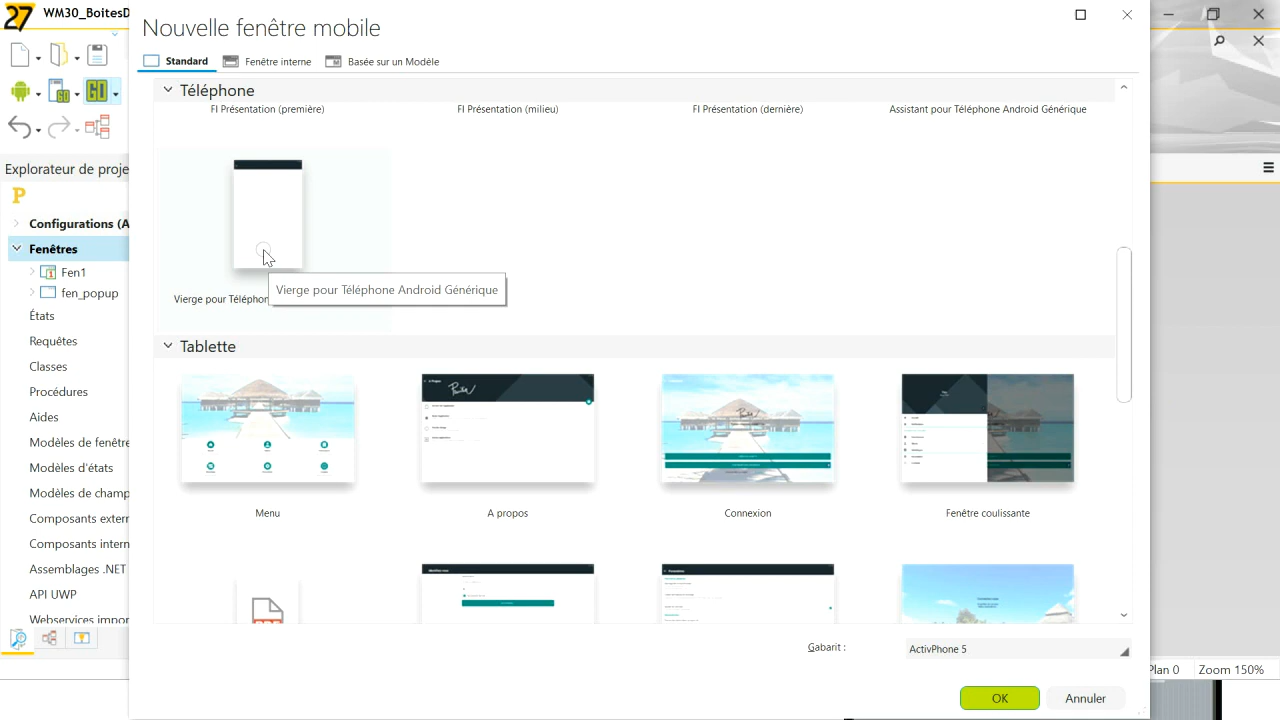 27 WM30_BoitesD
Nouvelle fenêtre mobile
Standard Fenêtre interne Basée sur un Modèle
Téléphone
FI Présentation (première) FI Présentation (milieu) FI Présentation (dernière) Assistant pour Téléphone Android Générique
GO GO
Explorateur de proje
P
Configurations (A
Fenêtres
Fen1
fen_popup
États
Requêtes
Classes
Procédures
Aides
Modèles de fenêtre
Modèles d'états
Modèles de champ
Composants extern
Composants intern
Assemblages .NET
API UWP
Webservices impor
Vierge pour Téléphon
Vierge pour Téléphone Android Générique
Tablette
Menu A propos Connexion Fenêtre coulissante
Gabarit : ActivPhone 5
OK Annuler
Plan 0 Zoom 150%